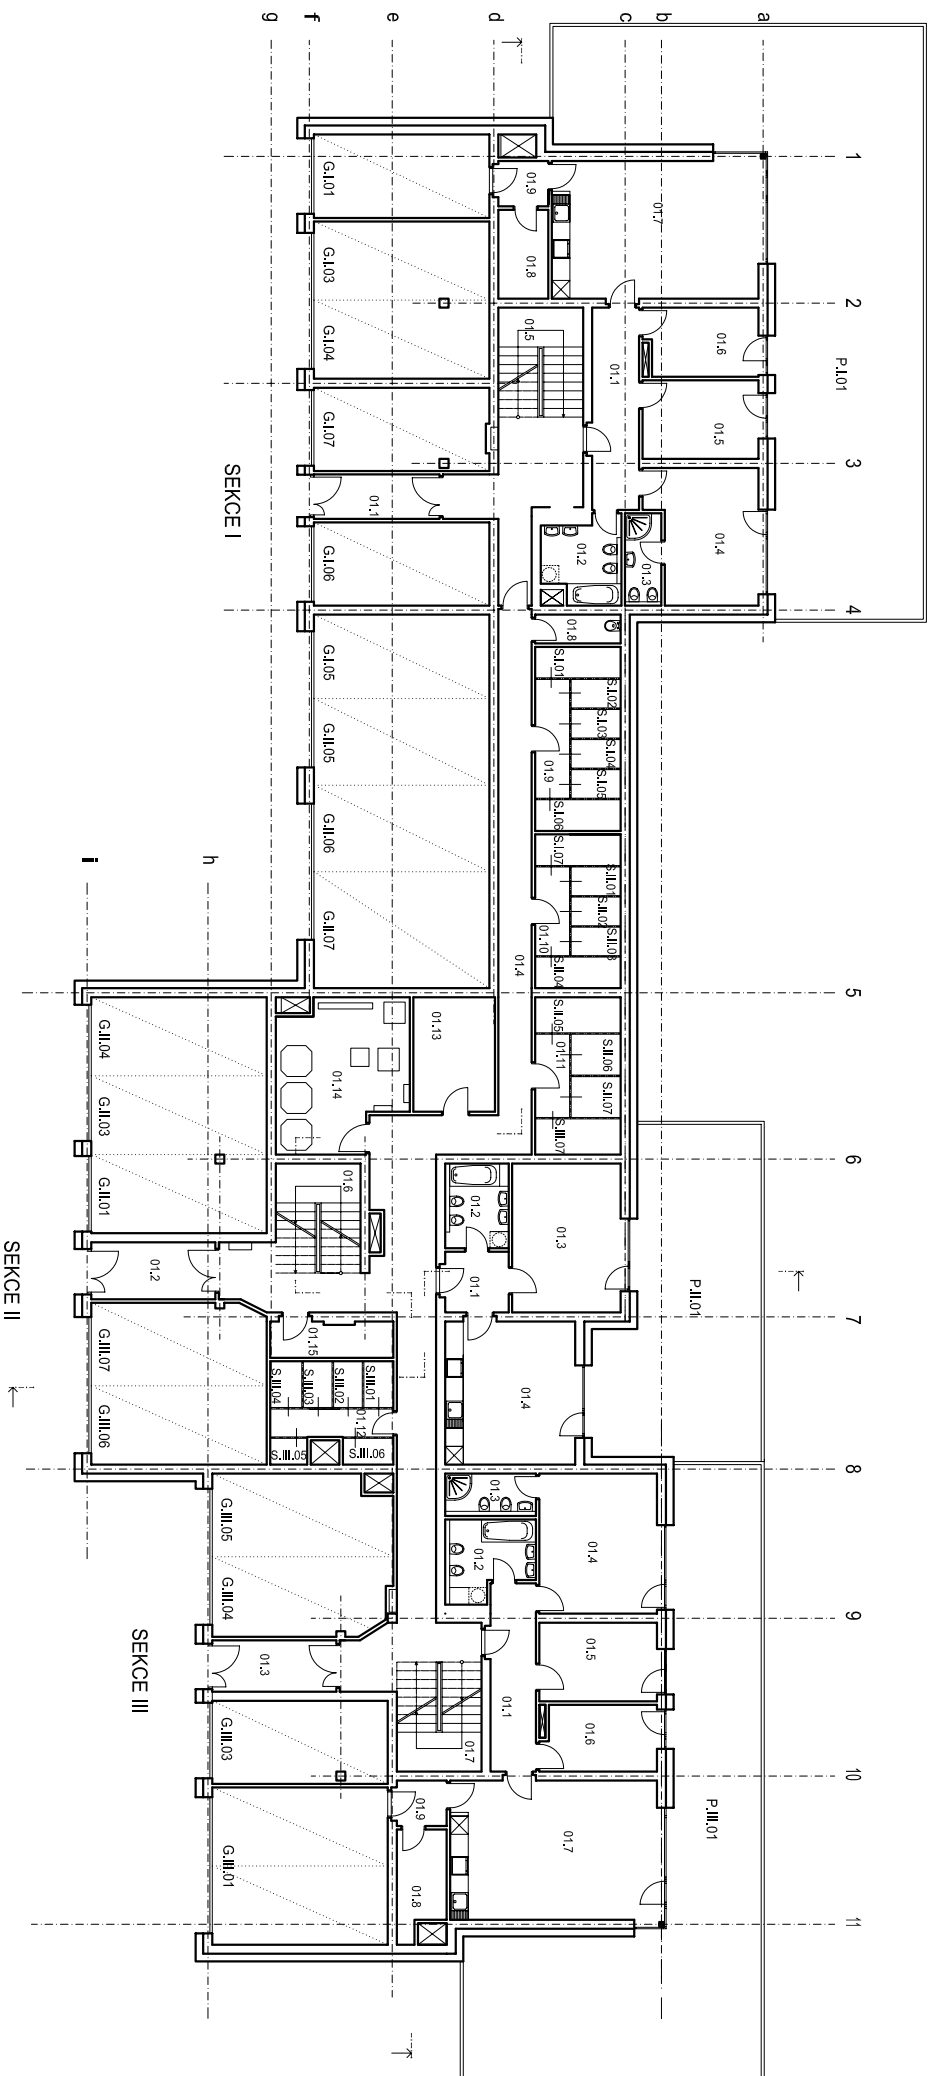 g
f
e
d
c
b
a
1
G.I.01
01.9
01.7
01.8
2
G.I.03
G.I.04
01.5
01.1
01.6
P.I.01
01.5
G.I.07
3
SEKCE I
01.1
01.2
01.3
01.4
G.I.06
4
01.8
G.I.05
S.I.01
S.I.02
S.I.03
S.I.04
S.I.05
S.I.06
01.9
G.II.05
G.II.06
G.II.07
S.I.07
S.II.01
S.II.02
S.II.03
S.II.04
01.10
01.4
i
h
5
S.II.05
S.II.06
S.II.07
01.11
S.III.07
G.II.04
G.II.03
G.II.01
01.13
01.14
6
01.6
01.2
01.3
01.2
01.1
P.II.01
SEKCE II
7
01.15
G.III.07
G.III.06
S.III.01
S.III.02
S.III.03
S.III.04
01.12
S.III.05
S.III.06
01.4
8
G.III.05
G.III.04
01.3
01.2
01.4
9
SEKCE III
01.3
01.5
01.1
01.7
01.6
G.III.03
10
P.III.01
01.9
01.7
01.8
G.III.01
11